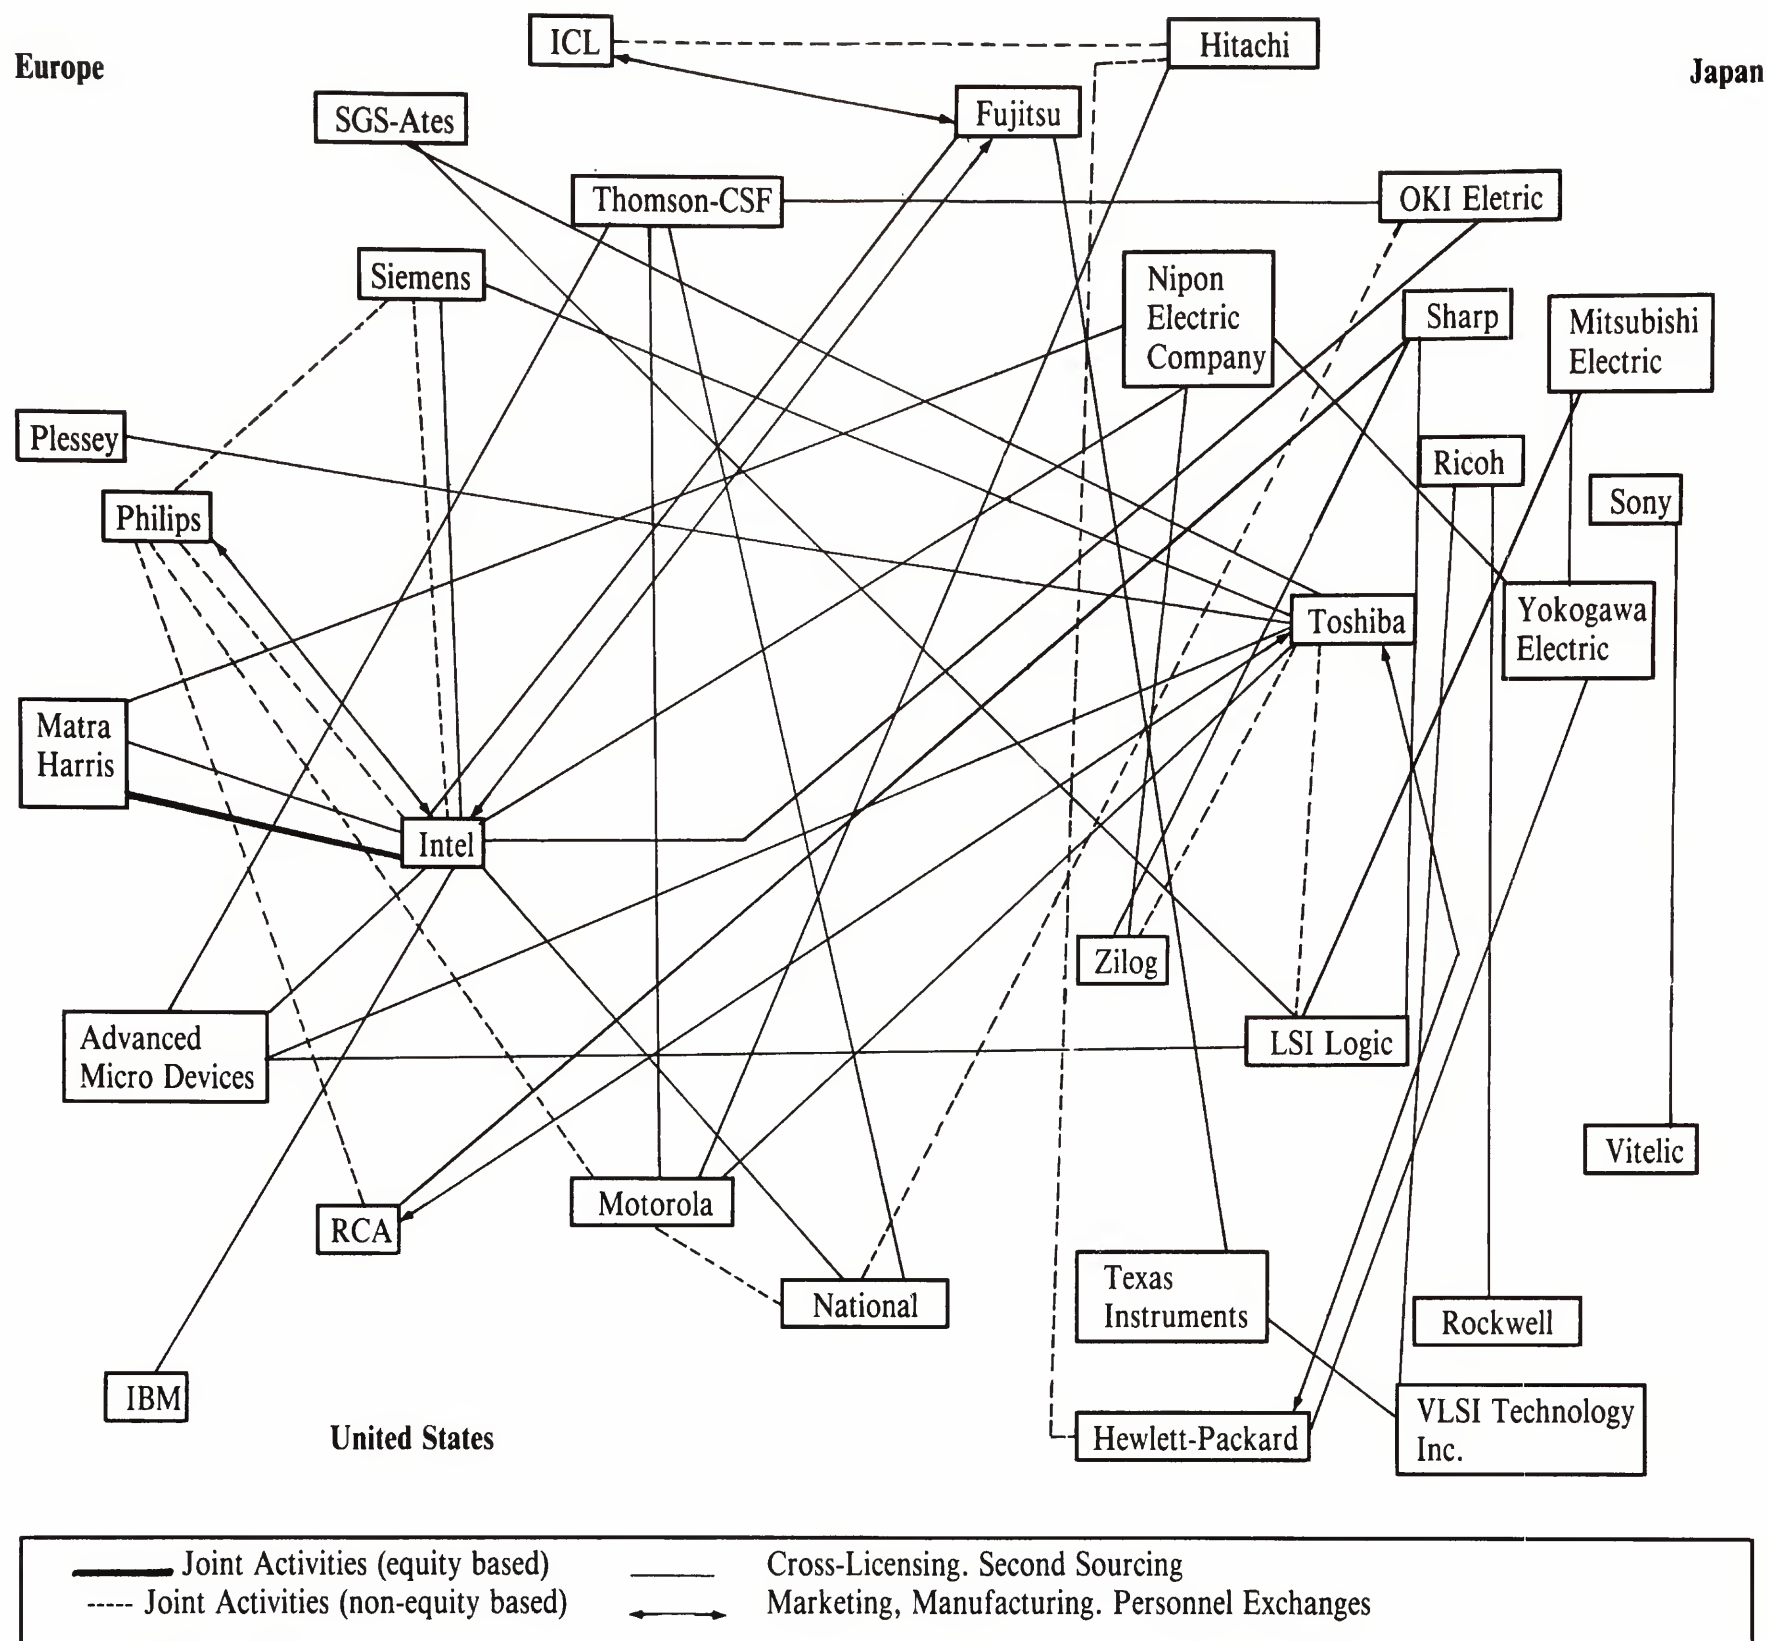 ICL
Hitachi
Europe
Japan
Fujitsu
SGS-Ates
Thomson-CSF
OKI Eletric
Siemens
Nipon
Electric
Company
Sharp
Mitsubishi
Electric
Plessey
Ricoh
Sony
Philips
Toshiba
Yokogawa
Electric
Matra
Harris
Intel
Zilog
Advanced
Micro Devices
LSI Logic
Vitelic
RCA
Motorola
National
Texas
Instruments
Rockwell
IBM
United States
Hewlett-Packard
VLSI Technology
Inc.
Joint Activities (equity based)
Cross-Licensing. Second Sourcing
Joint Activities (non-equity based)
Marketing, Manufacturing. Personnel Exchanges